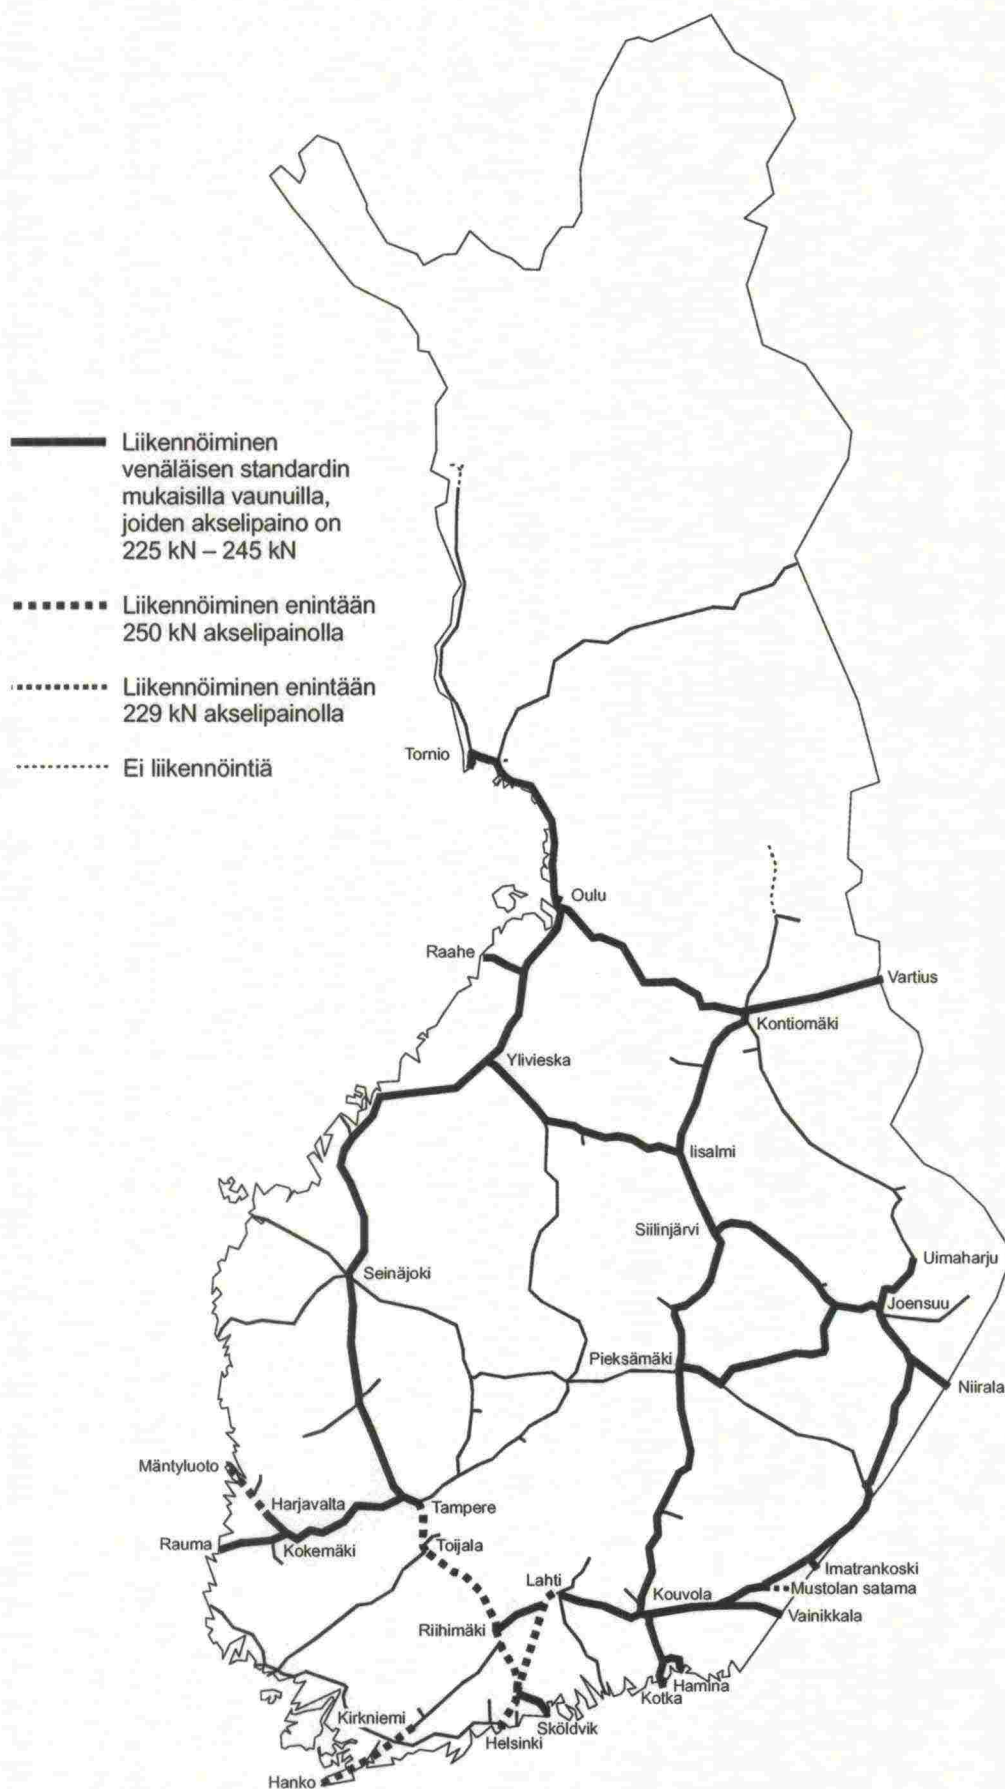 Liikennöiminen
venäläisen standardin
mukaisilla vaunuilla,
joiden akselipaino on
225 kN – 245 kN
Liikennöiminen enintään
250 kN akselipainolla
Liikennöiminen enintään
229 kN akselipainolla
Ei liikennöintiä
Tornio
Oulu
Raahe
Vartius
Kontiomäki
Ylivieska
Iisalmi
Siilinjärvi
Uimaharju
Seinäjoki
Joensuu
Pieksämäki
Niirala
Mäntyluoto
Harjavalta
Tampere
Rauma
Kokemäki
Toijala
Imatrankoski
Lahti
Mustolan satama
Kouvola
Vainikkala
Riihimäki
Hamina
Kotka
Kirkniemi
Sköldvik
Helsinki
Hanko